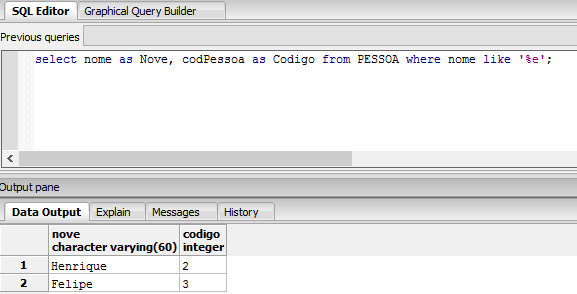 SQL Editor Graphical Query Builder
Previous queries
select nome as Nove, codPessoa as Codigo from PESSOA where nome like '%e';
Output pane
Data Output Explain Messages History
nove codigo
character varying(60) integer
1 Henrique 2
2 Felipe 3